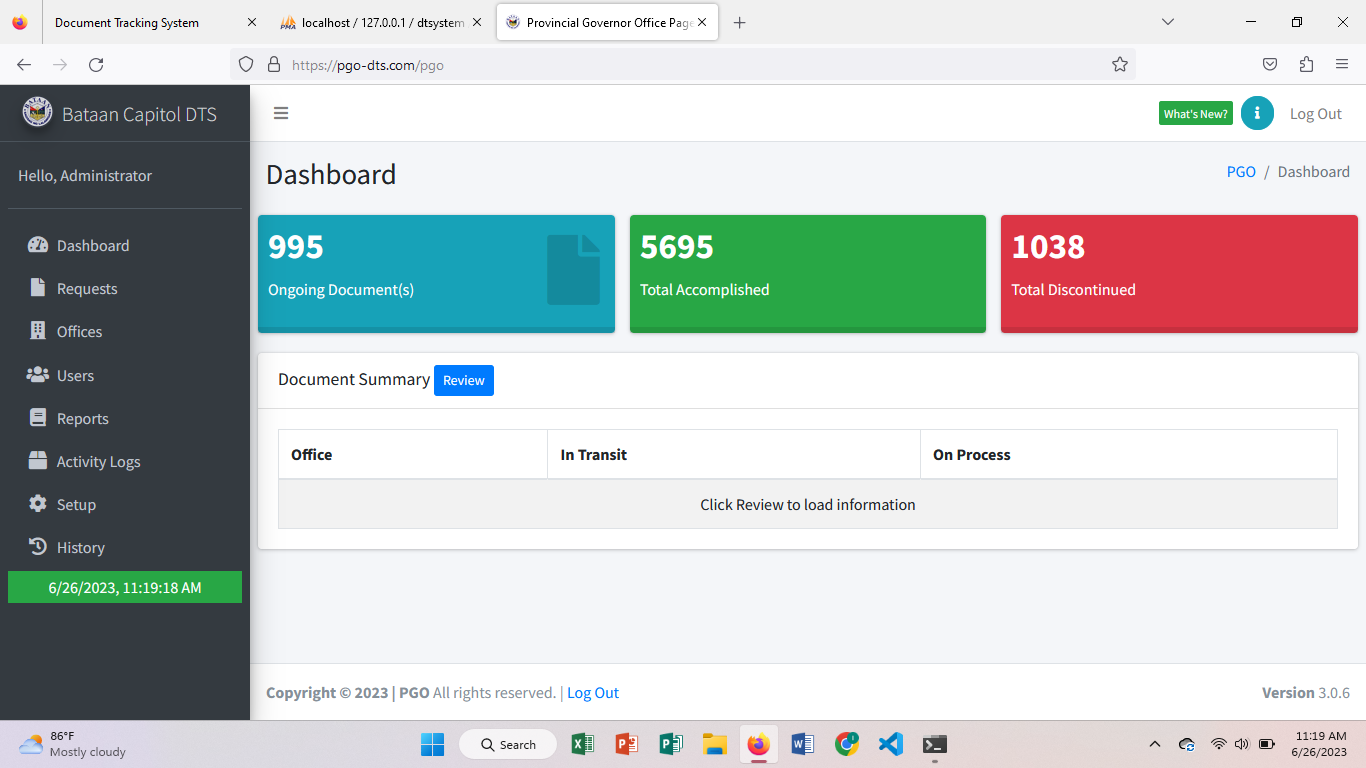 Document Tracking System
localhost / 127.0.0.1 / dtsystem
Provincial Governor Office Page
https://pgo-dts.com/pgo
Bataan Capitol DTS
What's New?
Log Out
Hello, Administrator
Dashboard
Requests
Offices
Users
Reports
Activity Logs
Setup
History
6/26/2023, 11:19:18 AM
Dashboard
PGO / Dashboard
995
Ongoing Document(s)
5695
Total Accomplished
1038
Total Discontinued
Document Summary Review
Office In Transit On Process
Click Review to load information
Copyright © 2023 | PGO All rights reserved. | Log Out
Version 3.0.6
86°F
Mostly cloudy
Search
11:19 AM
6/26/2023